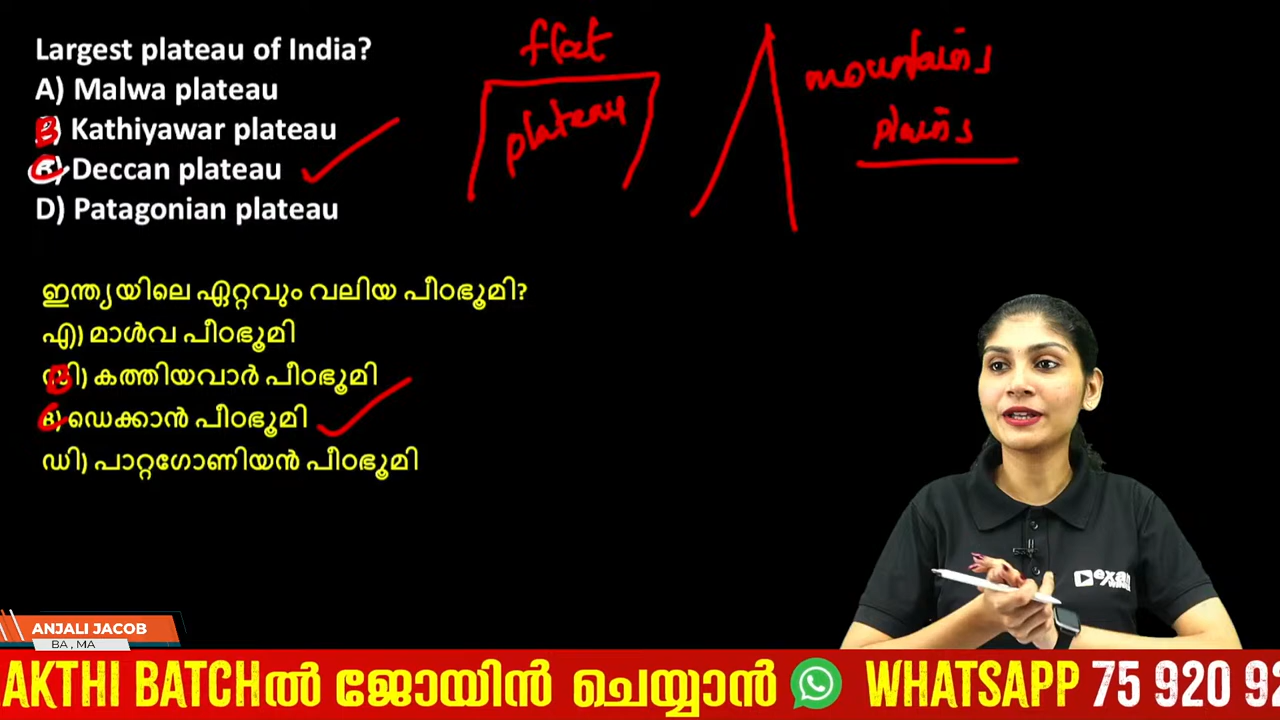 Largest plateau of India?
A) Malwa plateau
B) Kathiyawar plateau
C) Deccan plateau
D) Patagonian plateau
flat
plateau
mountains
plains
ഇന്ത്യയിലെ ഏറ്റവും വലിയ പീഠഭൂമി?
എ) മാൾവ പീഠഭൂമി
B) കത്തിയവാർ പീഠഭൂമി
C) ഡെക്കാൻ പീഠഭൂമി
ഡി) പാറ്റഗോണിയൻ പീഠഭൂമി
ANJALI JACOB
BA , MA
AKTHI BATCHൽ ജോയിൻ ചെയ്യാൻ WHATSAPP 75 920 92